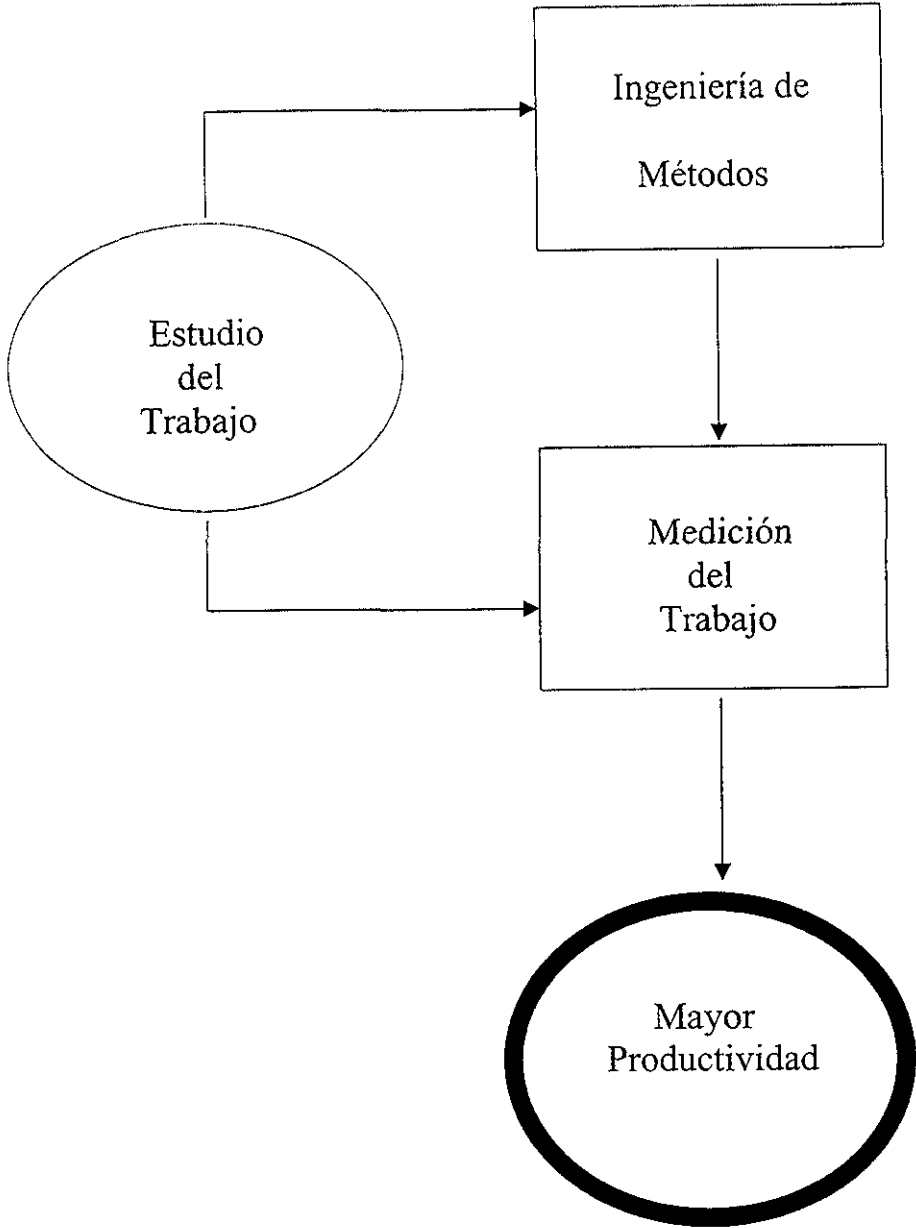 Ingeniería de
Métodos
Estudio
del
Trabajo
Medición
del
Trabajo
Mayor
Productividad